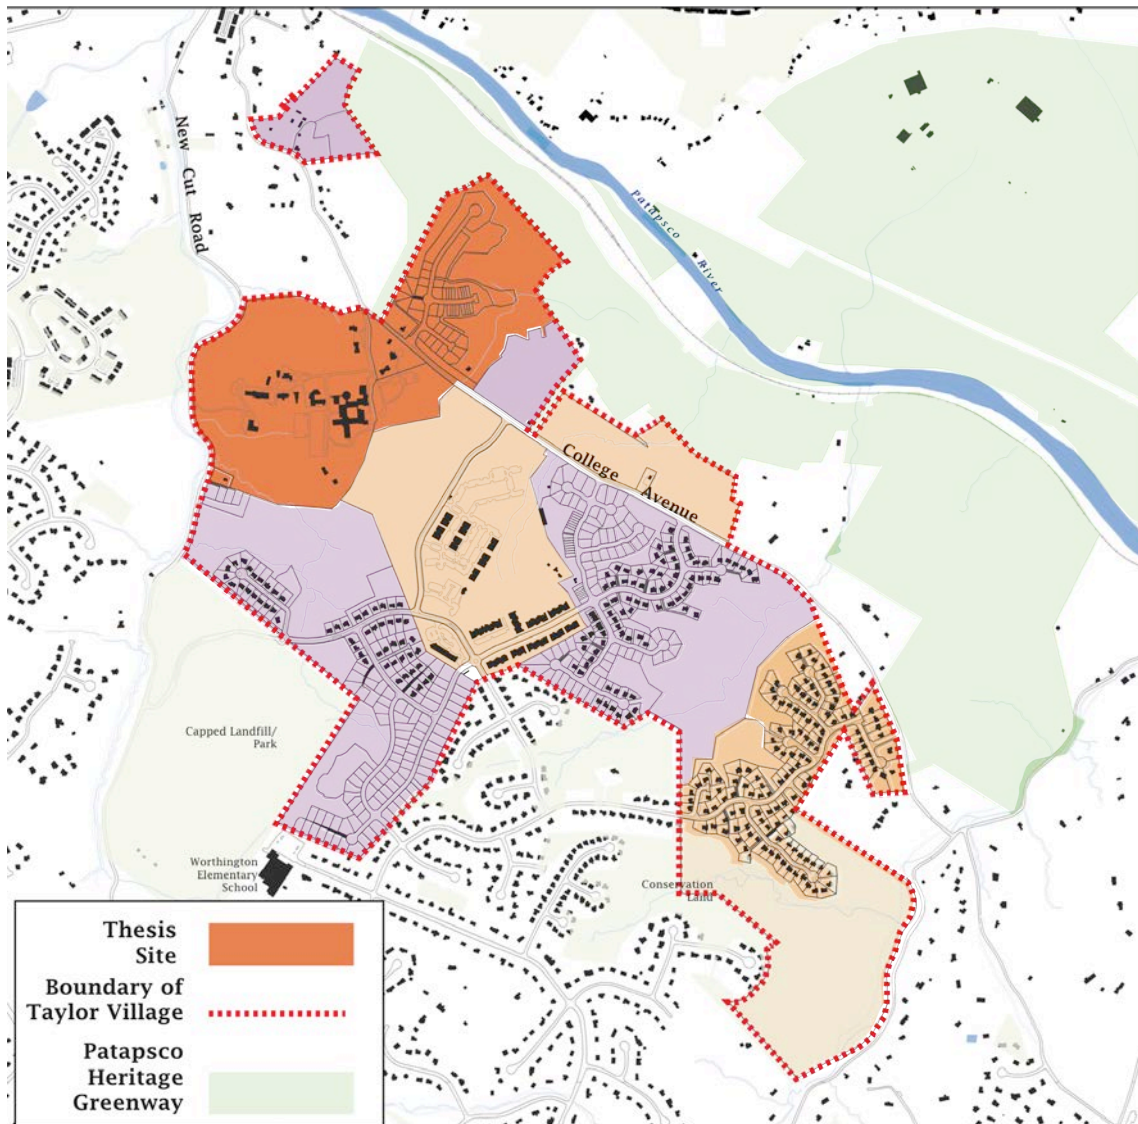 New Cut Road
Patapsco River
College Avenue
Capped Landfill/
Park
Worthington
Elementary
School
Conservation
Land
Thesis
Site
Boundary of
Taylor Village
Patapsco
Heritage
Greenway